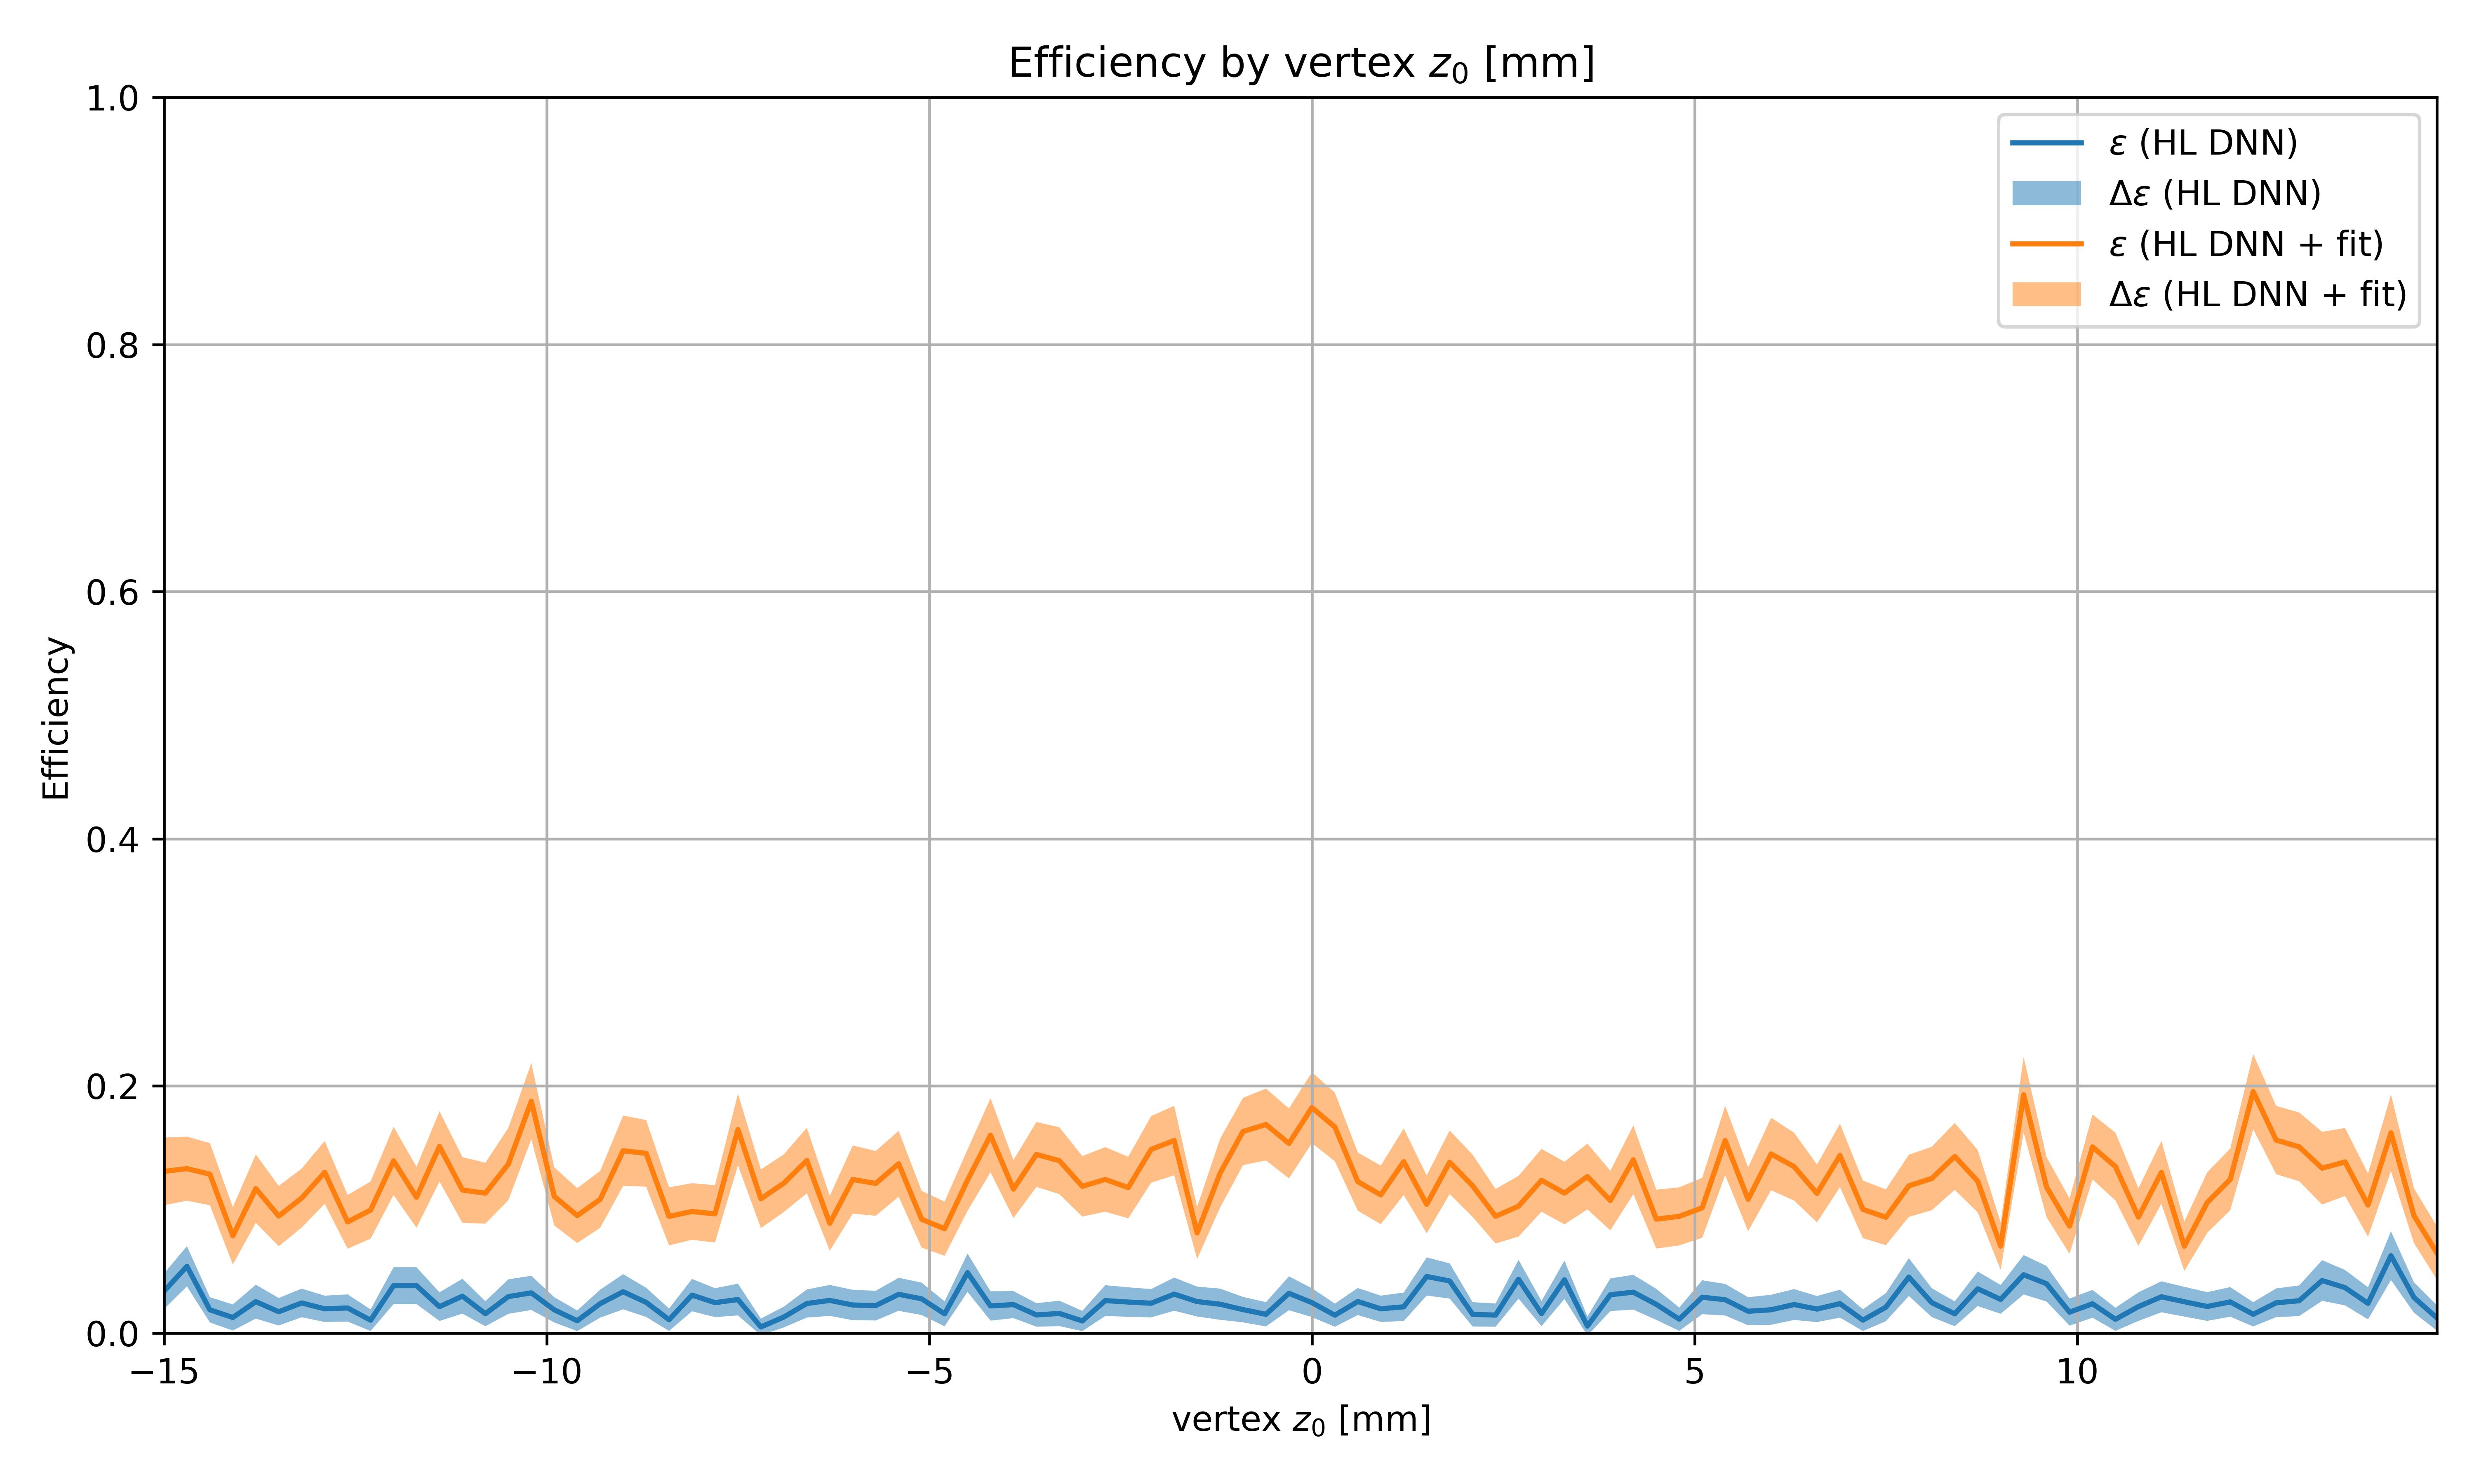 Efficiency by vertex z₀ [mm]
1.0
0.8
0.6
0.4
0.2
0.0
Efficiency
ε (HL DNN)
Δε (HL DNN)
ε (HL DNN + fit)
Δε (HL DNN + fit)
−15 −10 −5 0 5 10
vertex z₀ [mm]